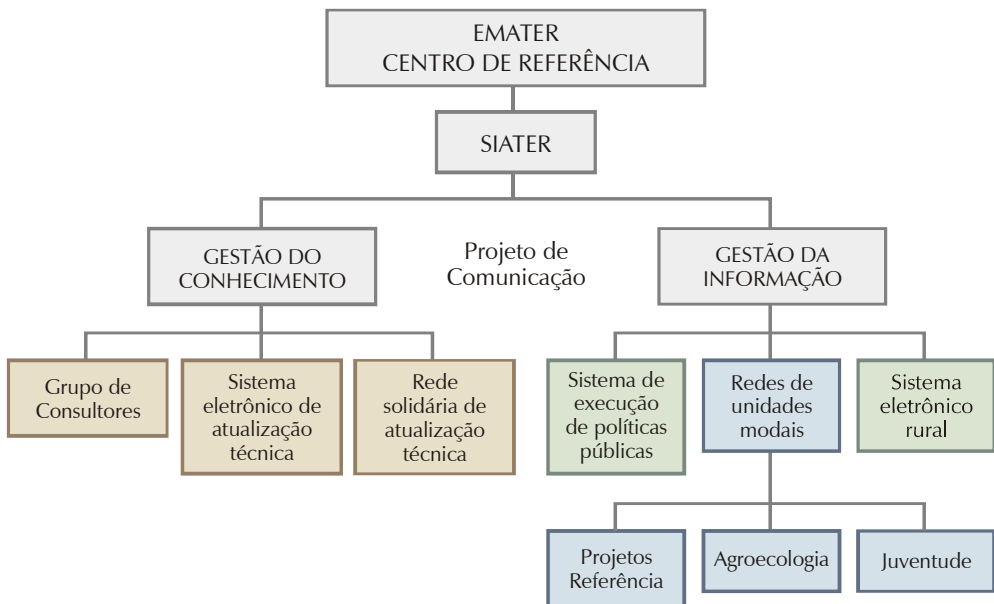 EMATER
CENTRO DE REFERÊNCIA
SIATER
GESTÃO DO
CONHECIMENTO
Projeto de
Comunicação
GESTÃO DA
INFORMAÇÃO
Grupo de
Consultores
Sistema
eletrônico de
atualização
técnica
Rede
solidária de
atualização
técnica
Sistema de
execução
de políticas
públicas
Redes de
unidades
modais
Sistema
eletrônico
rural
Projetos
Referência
Agroecologia
Juventude